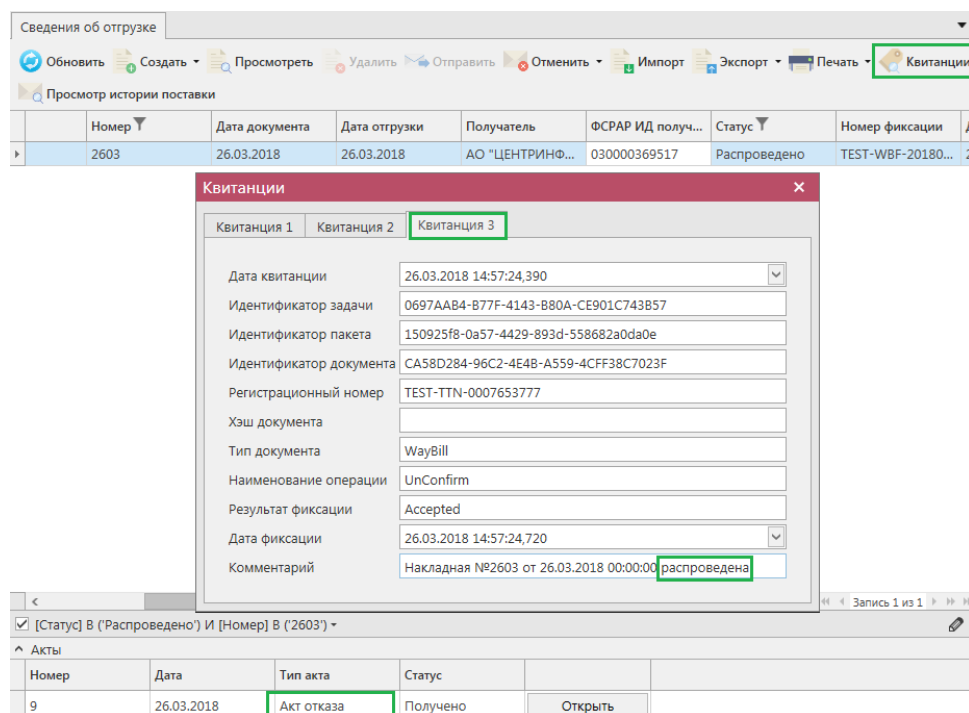 Сведения об отгрузке
Обновить Создать Просмотреть Удалить Отправить Отменить Импорт Экспорт Печать Квитанции
Просмотр истории поставки
Номер Дата документа Дата отгрузки Получатель ФСРАР ИД получ... Статус Номер фиксации
2603 26.03.2018 26.03.2018 АО "ЦЕНТРИНФ... 030000369517 Распроведено TEST-WBF-20180...
Квитанции
Квитанция 1 Квитанция 2 Квитанция 3
Дата квитанции 26.03.2018 14:57:24,390
Идентификатор задачи 0697AAB4-B77F-4143-B80A-CE901C743B57
Идентификатор пакета 150925f8-0a57-4429-893d-558682a0da0e
Идентификатор документа CA58D284-96C2-4E4B-A559-4CFF38C7023F
Регистрационный номер TEST-TTN-0007653777
Хэш документа
Тип документа WayBill
Наименование операции UnConfirm
Результат фиксации Accepted
Дата фиксации 26.03.2018 14:57:24,720
Комментарий Накладная №2603 от 26.03.2018 00:00:00 распроведена
Запись 1 из 1
[Статус] В ('Распроведено') И [Номер] В ('2603')
Акты
Номер Дата Тип акта Статус
9 26.03.2018 Акт отказа Получено Открыть